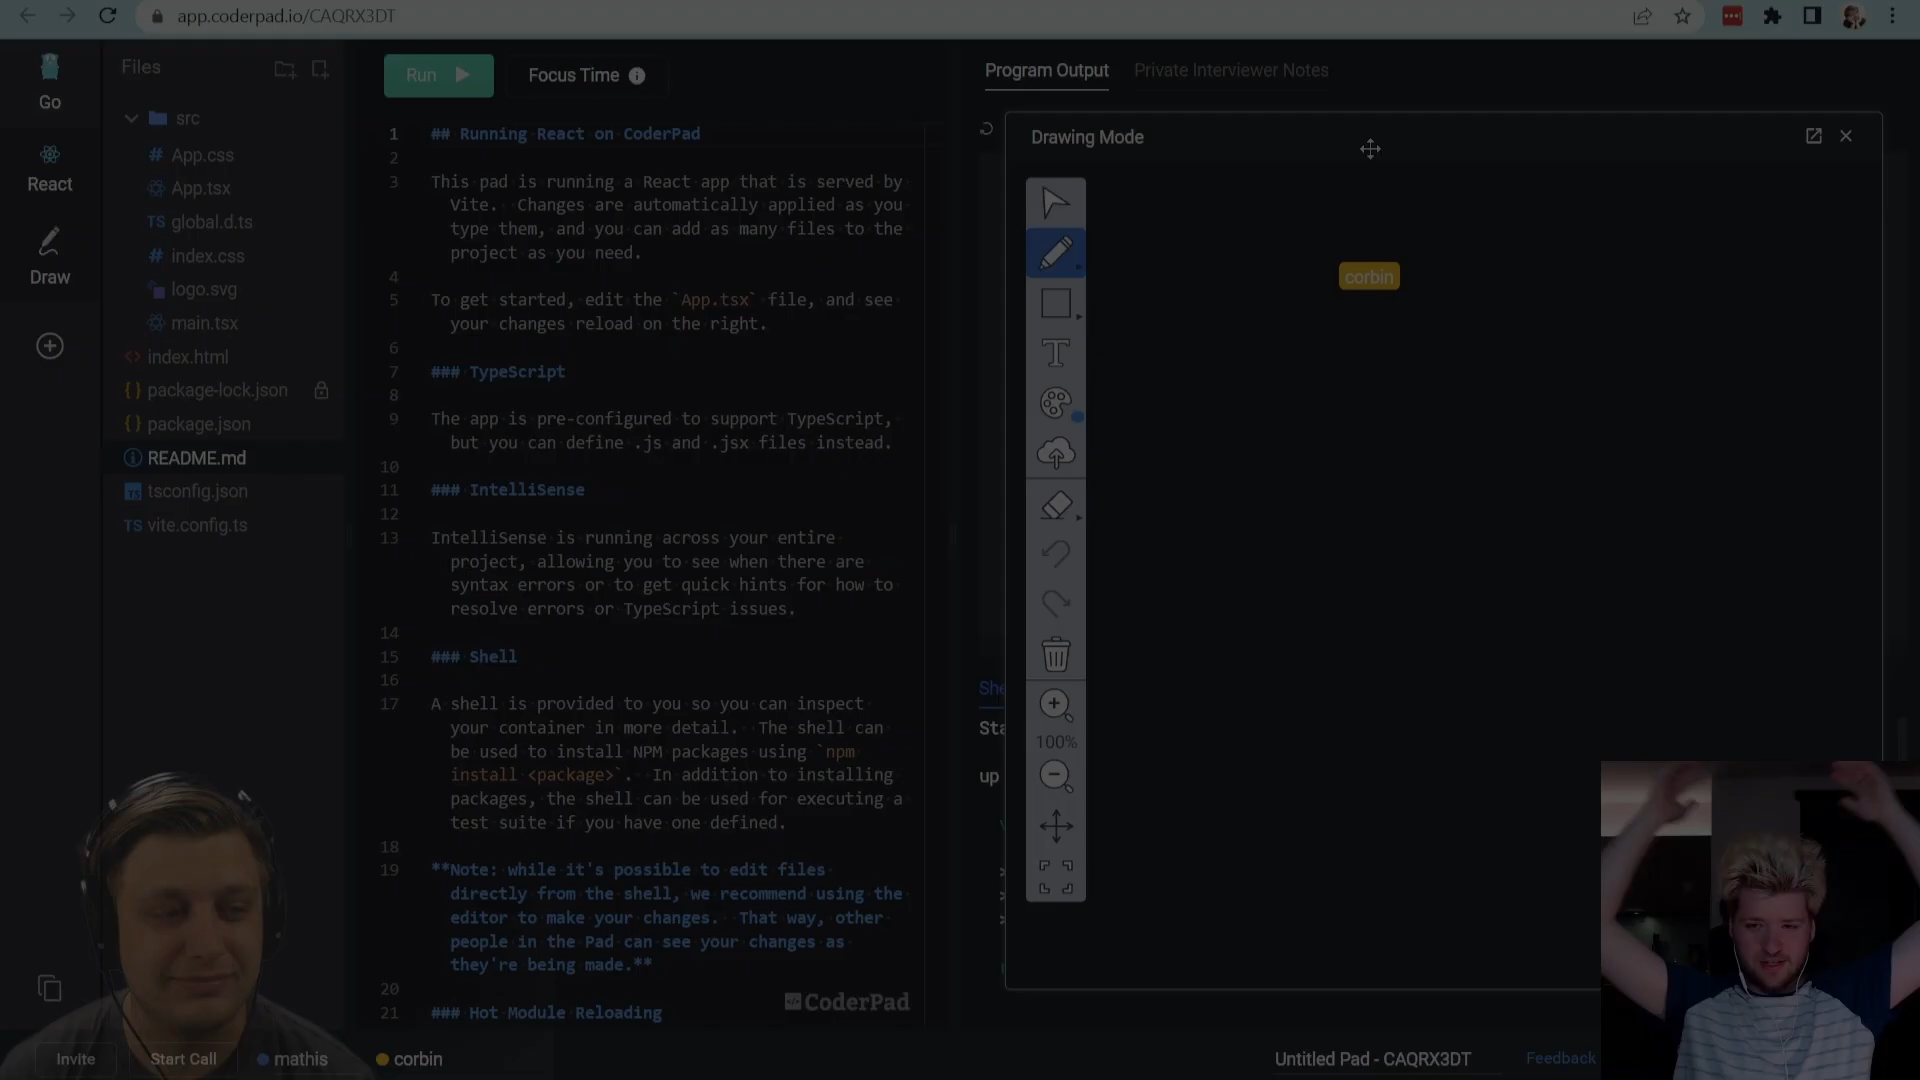 app.coderpad.io/CAQRX3DT
Go
React
Draw
Files
src
App.css
App.tsx
TS global.d.ts
index.css
logo.svg
main.tsx
index.html
package-lock.json
package.json
README.md
tsconfig.json
TS vite.config.ts
Run
Focus Time
1 ## Running React on CoderPad
2
3 This pad is running a React app that is served by
Vite. Changes are automatically applied as you
type them, and you can add as many files to the
project as you need.
4
5 To get started, edit the `App.tsx` file, and see
your changes reload on the right.
6
7 ### TypeScript
8
9 The app is pre-configured to support TypeScript,
but you can define .js and .jsx files instead.
10
11 ### IntelliSense
12
13 IntelliSense is running across your entire
project, allowing you to see when there are
syntax errors or to get quick hints for how to
resolve errors or TypeScript issues.
14
15 ### Shell
16
17 A shell is provided to you so you can inspect
your container in more detail. The shell can
be used to install NPM packages using `npm
install <package>`. In addition to installing
packages, the shell can be used for executing a
test suite if you have one defined.
18
19 **Note: while it's possible to edit files
directly from the shell, we recommend using the
editor to make your changes. That way, other
people in the Pad can see your changes as
they're being made.**
20
21 ### Hot Module Reloading
CoderPad
Program Output
Private Interviewer Notes
Drawing Mode
corbin
T
100%
She
Sta
up
Invite
Start Call
mathis
corbin
Untitled Pad - CAQRX3DT
Feedback